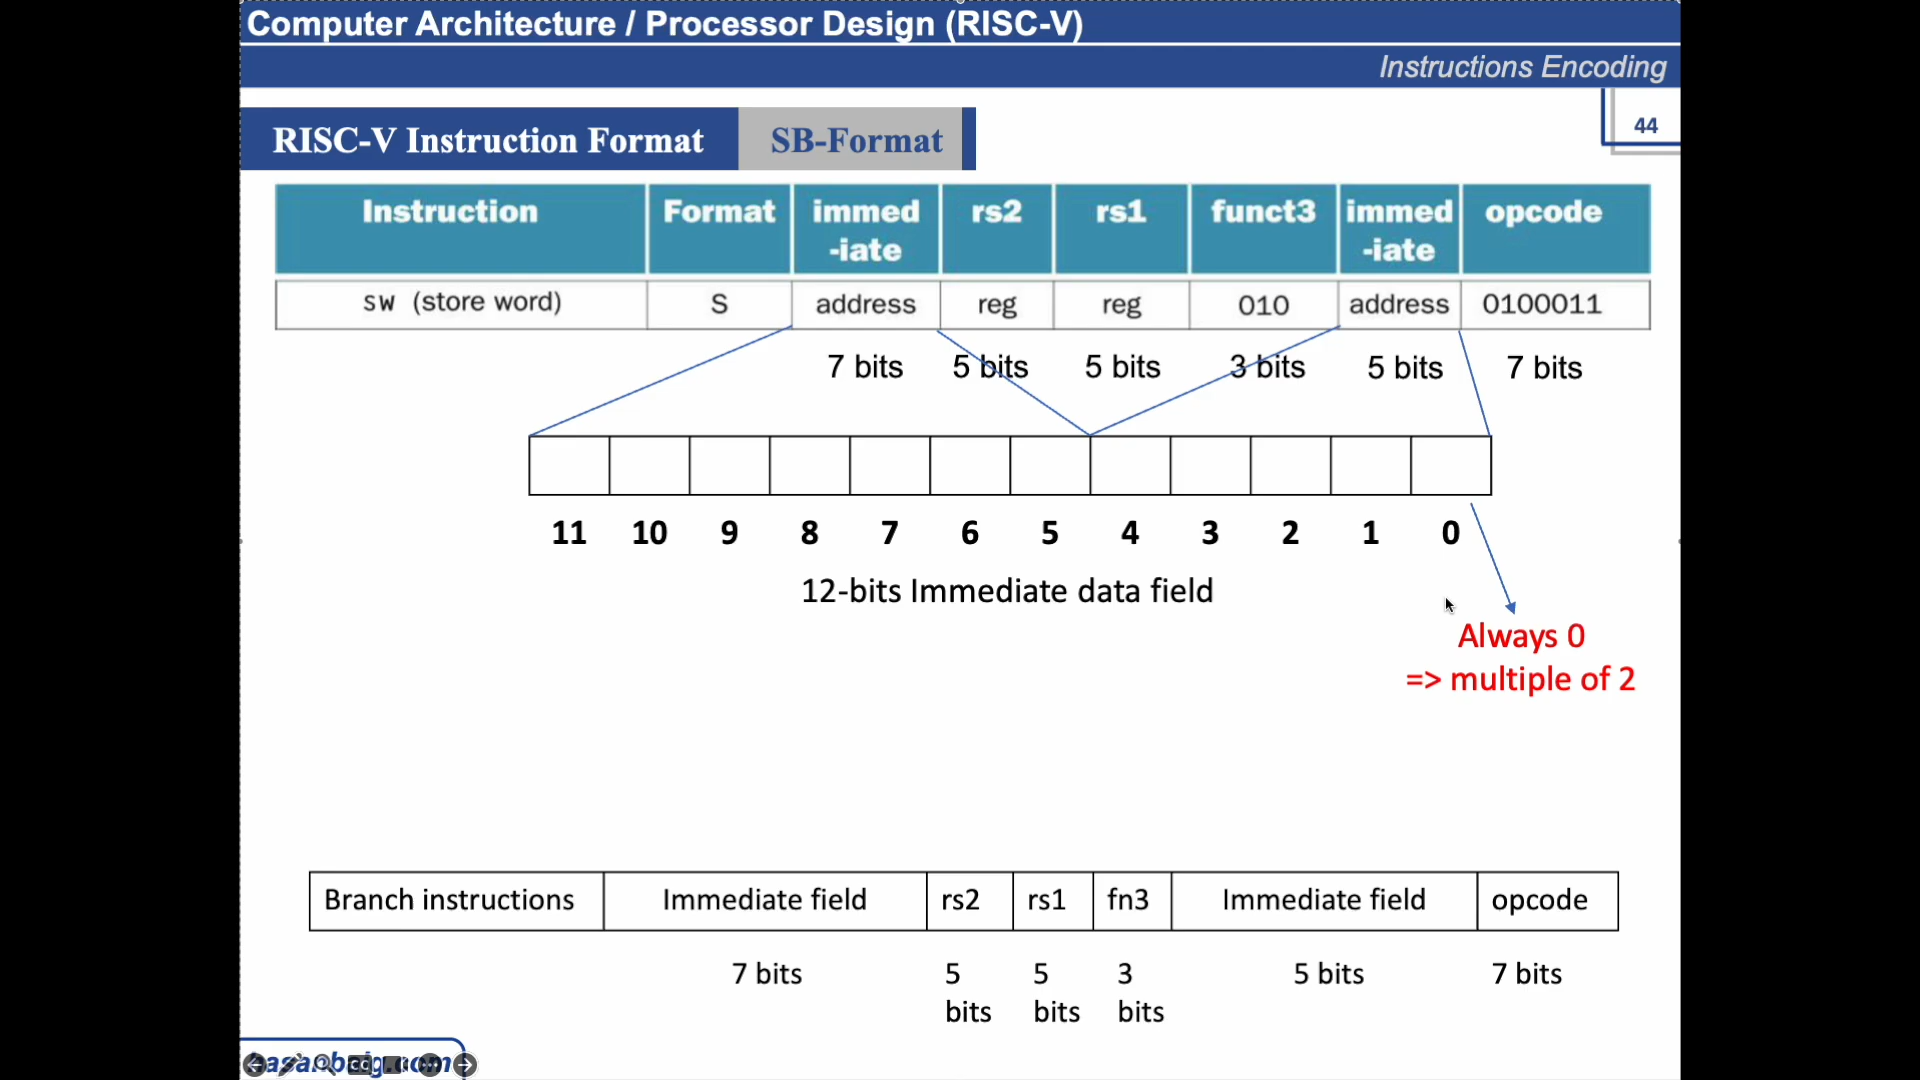 Computer Architecture / Processor Design (RISC-V)
Instructions Encoding
RISC-V Instruction Format SB-Format
44
Instruction Format immed-iate rs2 rs1 funct3 immed-iate opcode
sw (store word) S address reg reg 010 address 0100011
7 bits 5 bits 5 bits 3 bits 5 bits 7 bits
11 10 9 8 7 6 5 4 3 2 1 0
12-bits Immediate data field
Always 0
=> multiple of 2
Branch instructions Immediate field rs2 rs1 fn3 Immediate field opcode
7 bits 5 bits 5 bits 3 bits 5 bits 7 bits
hasanbaig.com